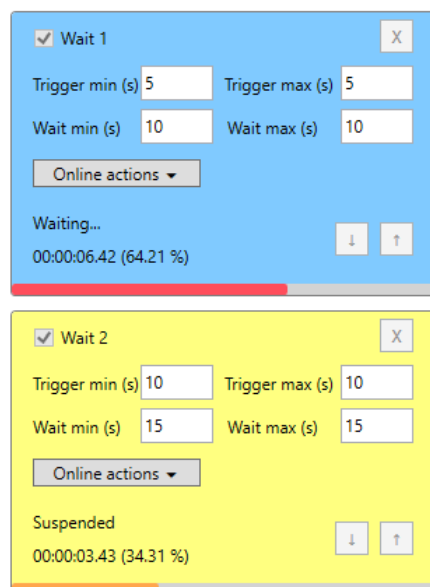 Wait 1
X
Trigger min (s) 5 Trigger max (s) 5
Wait min (s) 10 Wait max (s) 10
Online actions
Waiting...
↓ ↑
00:00:06.42 (64.21 %)
Wait 2
X
Trigger min (s) 10 Trigger max (s) 10
Wait min (s) 15 Wait max (s) 15
Online actions
Suspended
↓ ↑
00:00:03.43 (34.31 %)